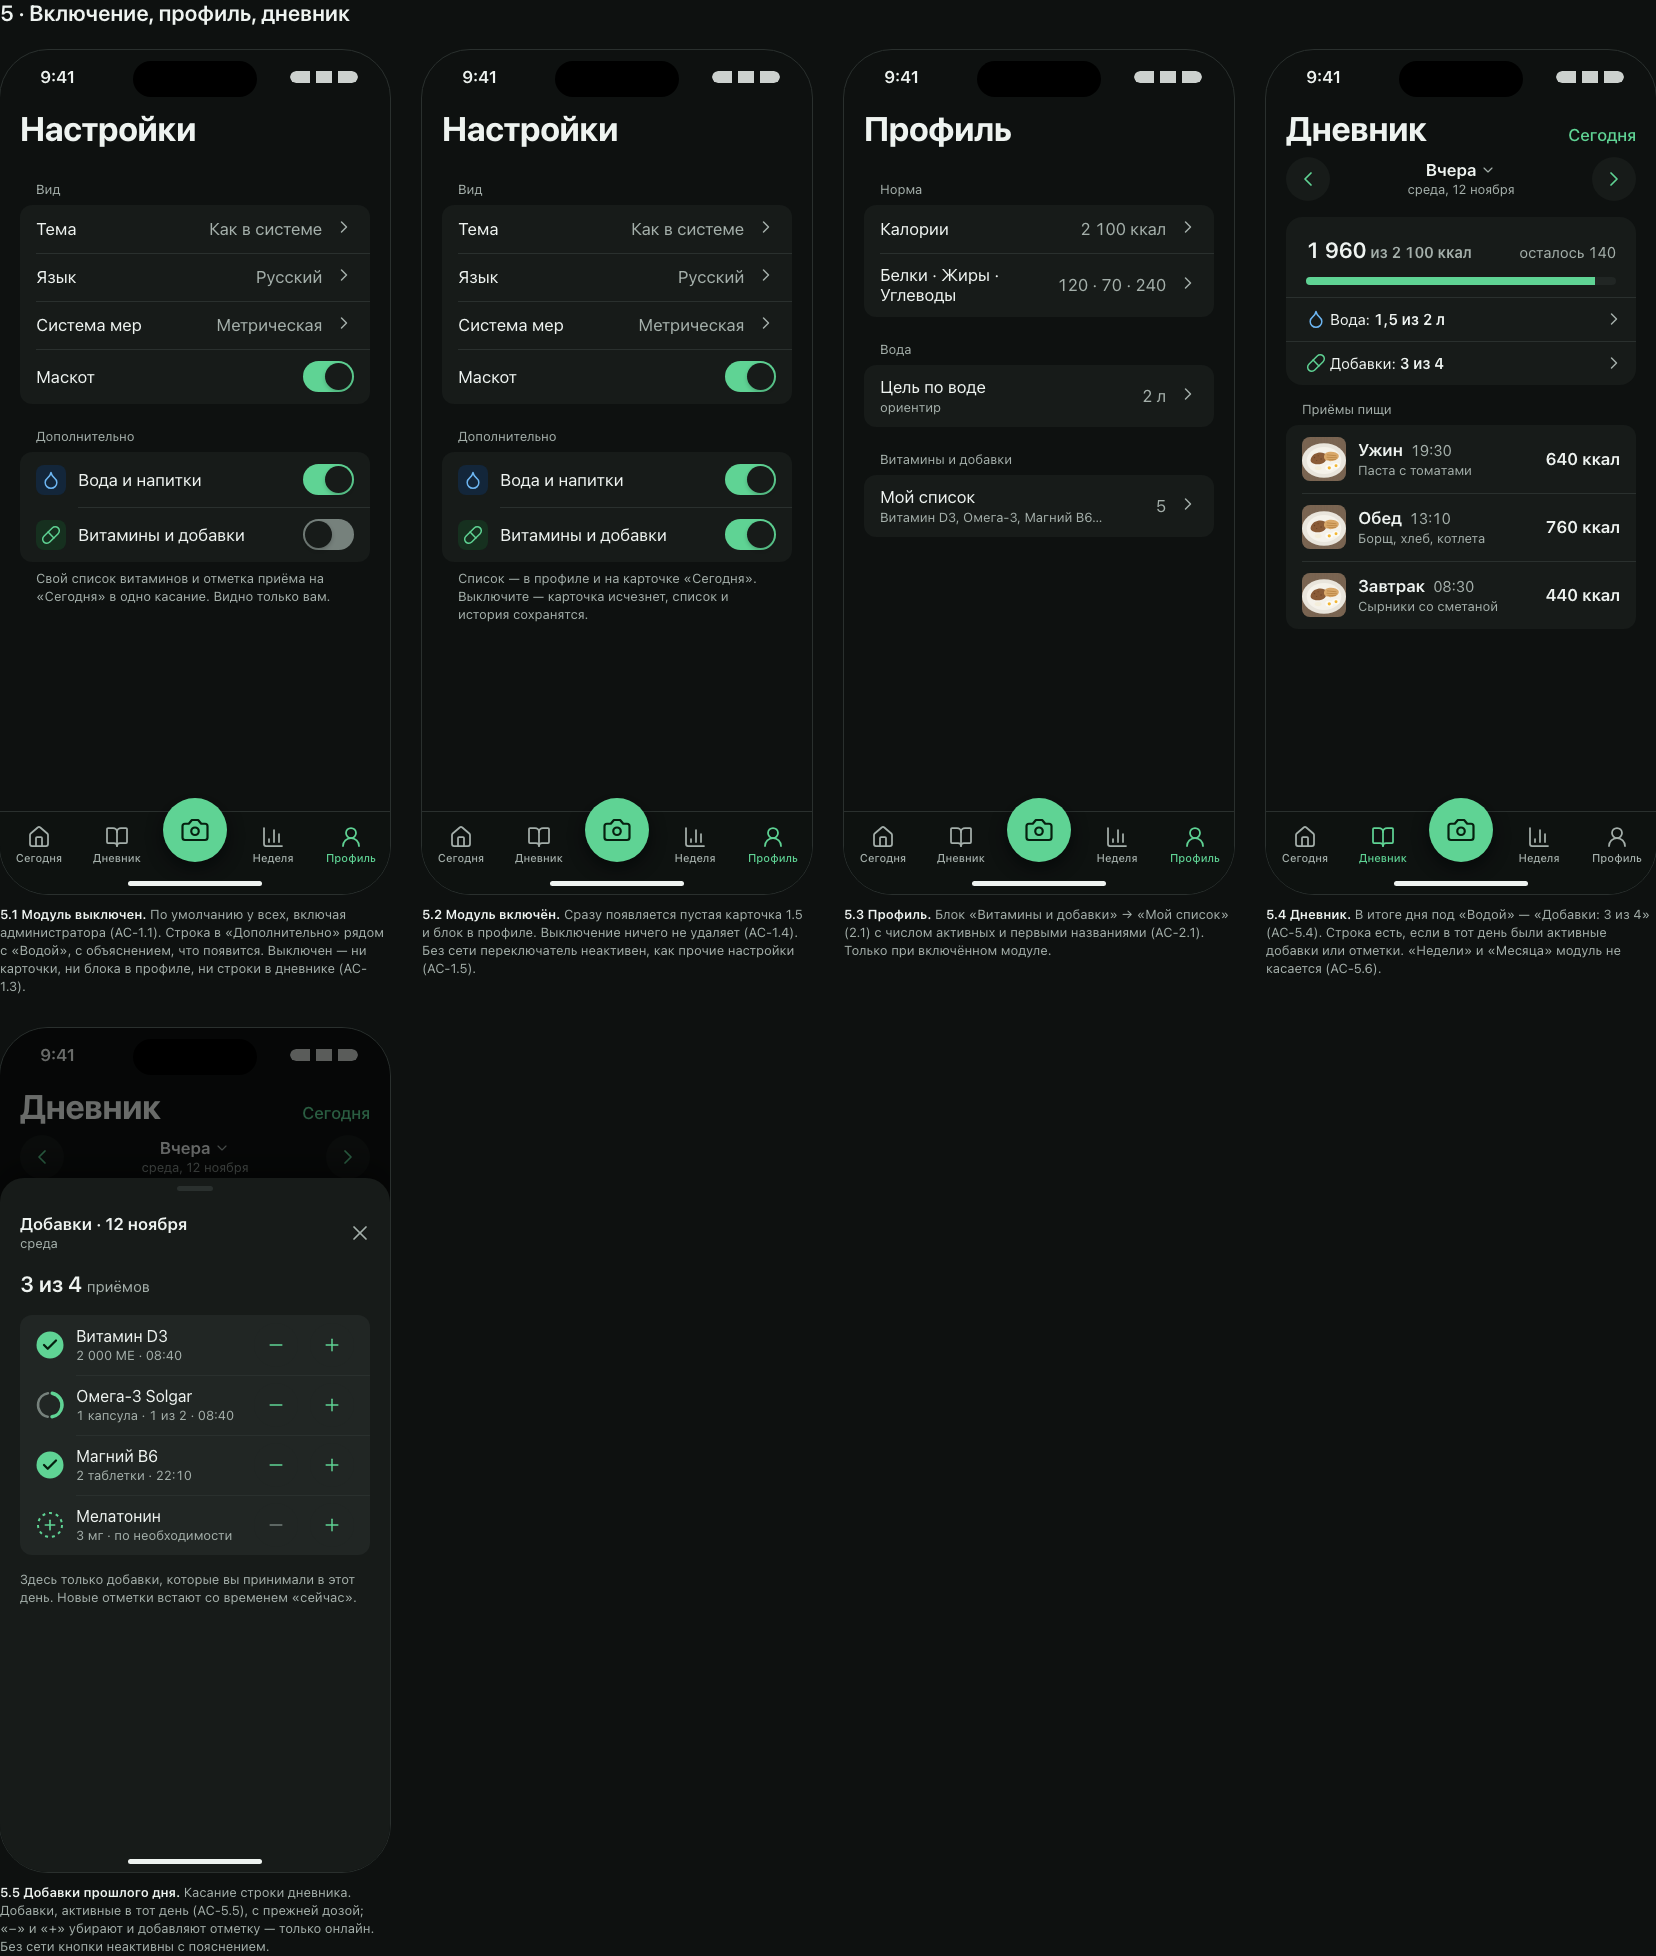 5 · Включение, профиль, дневник
9:41
Настройки
Вид
Тема Как в системе
Язык Русский
Система мер Метрическая
Маскот
Дополнительно
Вода и напитки
Витамины и добавки
Свой список витаминов и отметка приёма на
«Сегодня» в одно касание. Видно только вам.
Сегодня Дневник Неделя Профиль
5.1 Модуль выключен. По умолчанию у всех, включая
администратора (AC-1.1). Строка в «Дополнительно» рядом
с «Водой», с объяснением, что появится. Выключен — ни
карточки, ни блока в профиле, ни строки в дневнике (AC-
1.3).
9:41
Настройки
Вид
Тема Как в системе
Язык Русский
Система мер Метрическая
Маскот
Дополнительно
Вода и напитки
Витамины и добавки
Список — в профиле и на карточке «Сегодня».
Выключите — карточка исчезнет, список и
история сохранятся.
Сегодня Дневник Неделя Профиль
5.2 Модуль включён. Сразу появляется пустая карточка 1.5
и блок в профиле. Выключение ничего не удаляет (AC-1.4).
Без сети переключатель неактивен, как прочие настройки
(AC-1.5).
9:41
Профиль
Норма
Калории 2 100 ккал
Белки · Жиры ·
Углеводы 120 · 70 · 240
Вода
Цель по воде
ориентир 2 л
Витамины и добавки
Мой список
Витамин D3, Омега-3, Магний B6... 5
Сегодня Дневник Неделя Профиль
5.3 Профиль. Блок «Витамины и добавки» → «Мой список»
(2.1) с числом активных и первыми названиями (AC-2.1).
Только при включённом модуле.
9:41
Дневник Сегодня
Вчера
среда, 12 ноября
1 960 из 2 100 ккал осталось 140
Вода: 1,5 из 2 л
Добавки: 3 из 4
Приёмы пищи
Ужин 19:30
Паста с томатами 640 ккал
Обед 13:10
Борщ, хлеб, котлета 760 ккал
Завтрак 08:30
Сырники со сметаной 440 ккал
Сегодня Дневник Неделя Профиль
5.4 Дневник. В итоге дня под «Водой» — «Добавки: 3 из 4»
(AC-5.4). Строка есть, если в тот день были активные
добавки или отметки. «Недели» и «Месяца» модуль не
касается (AC-5.6).
9:41
Дневник Сегодня
Вчера
среда, 12 ноября
Добавки · 12 ноября
среда
3 из 4 приёмов
Витамин D3
2 000 МЕ · 08:40
Омега-3 Solgar
1 капсула · 1 из 2 · 08:40
Магний B6
2 таблетки · 22:10
Мелатонин
3 мг · по необходимости
Здесь только добавки, которые вы принимали в этот
день. Новые отметки встают со временем «сейчас».
5.5 Добавки прошлого дня. Касание строки дневника.
Добавки, активные в тот день (AC-5.5), с прежней дозой;
«−» и «+» убирают и добавляют отметку — только онлайн.
Без сети кнопки неактивны с пояснением.